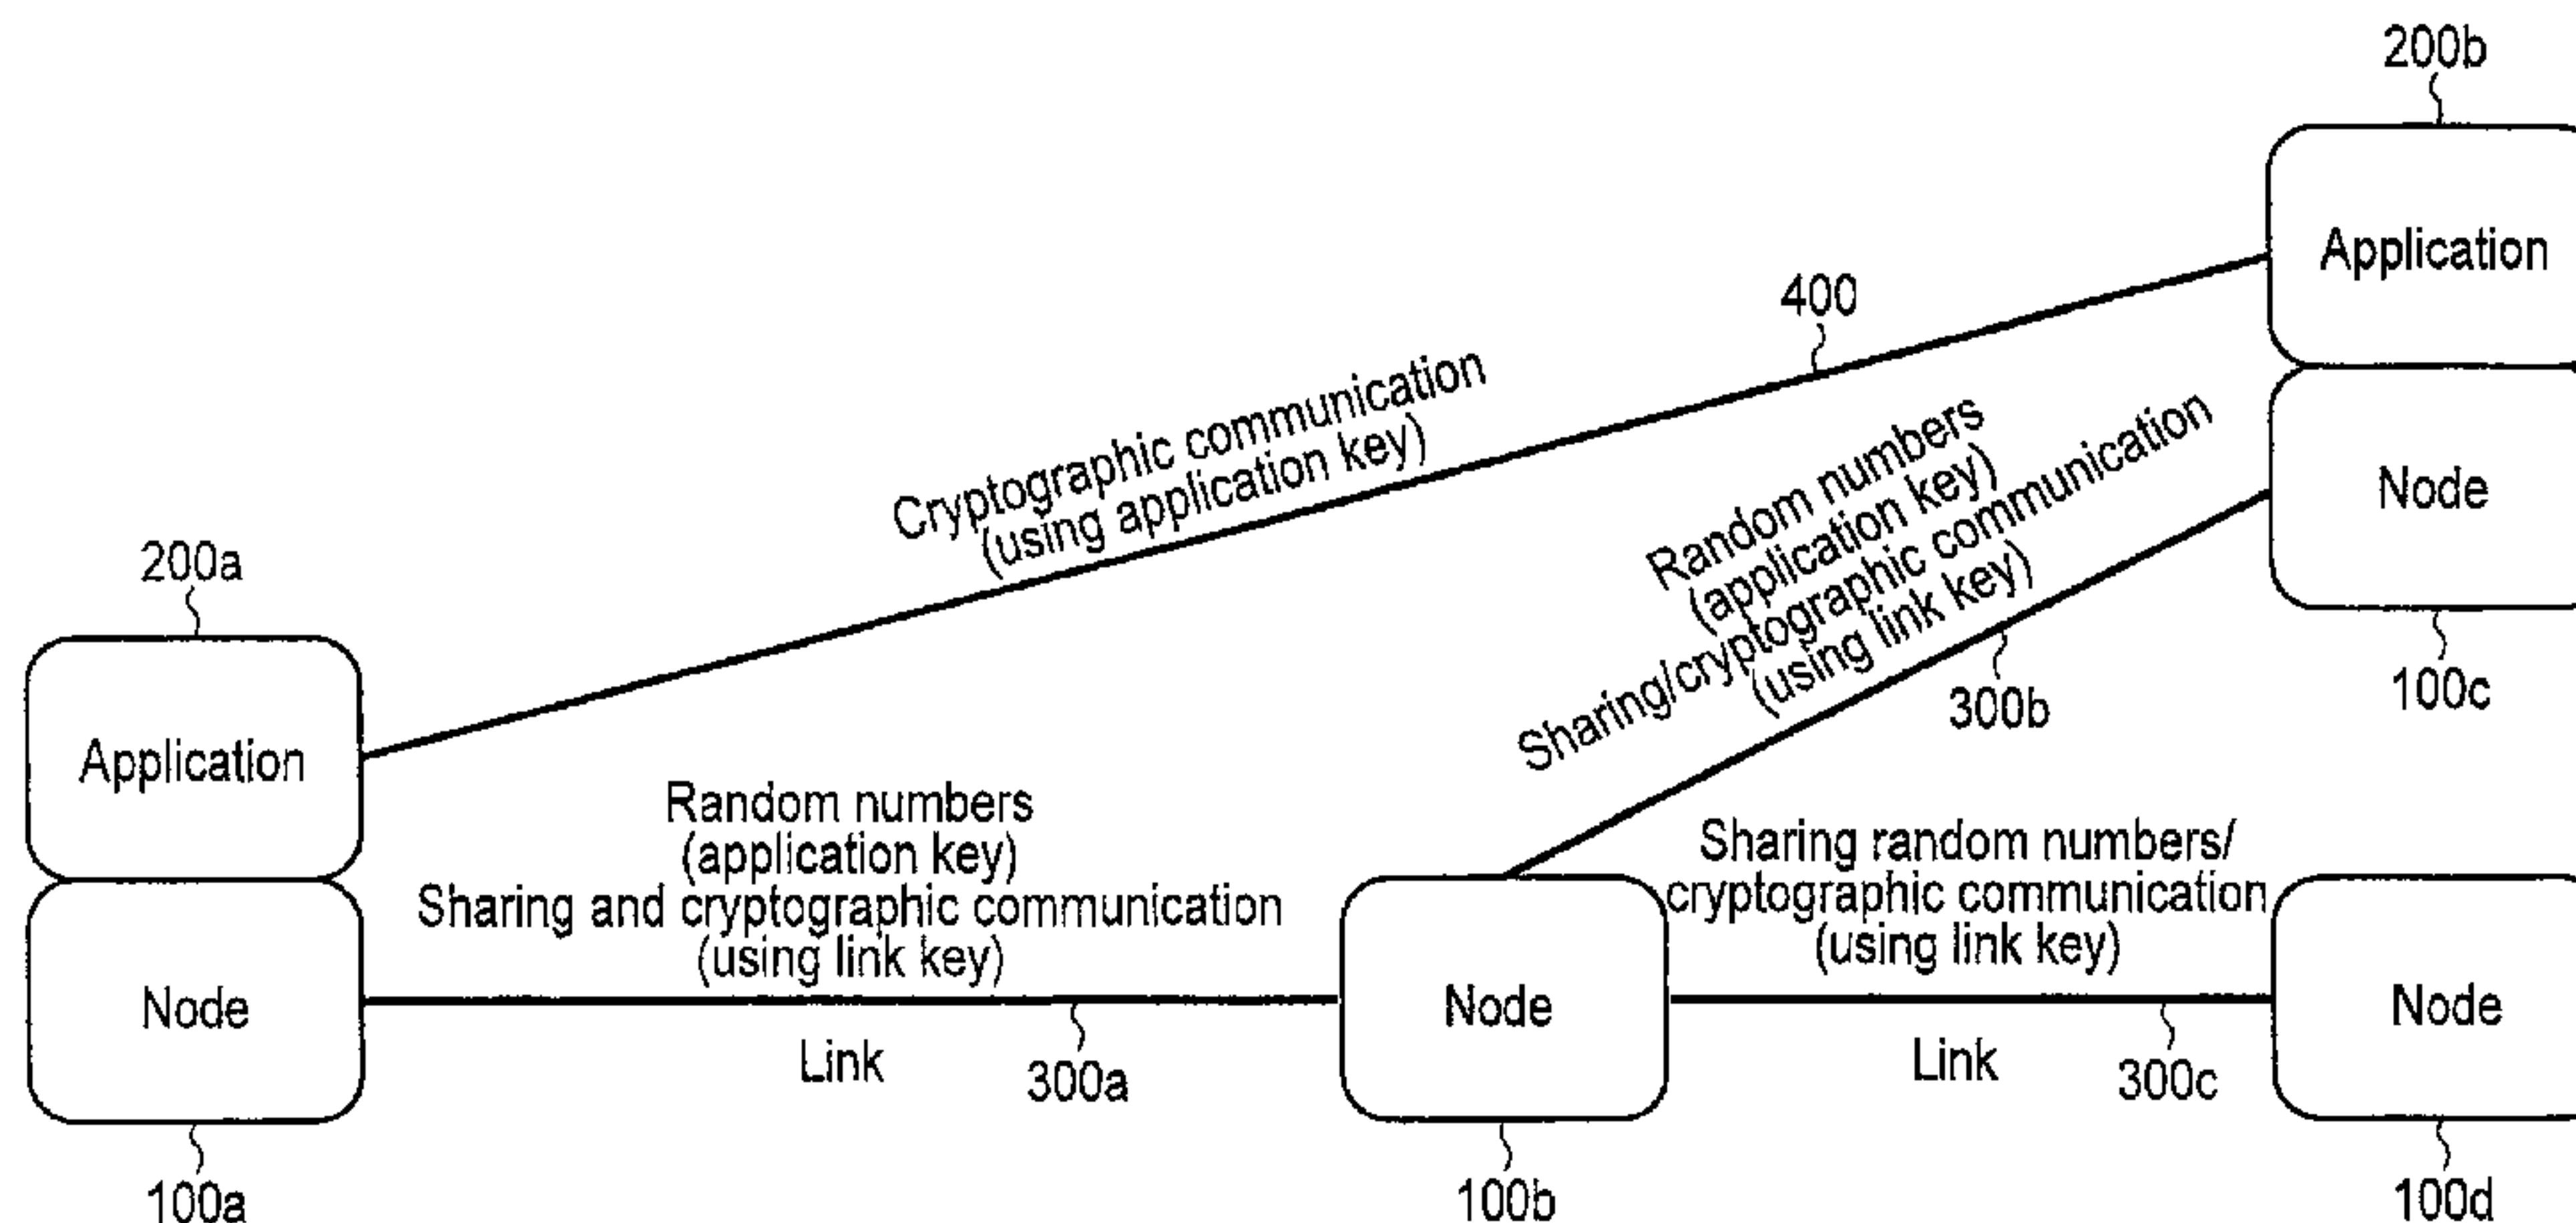 200b
Application
400
Cryptographic communication
(using application key)
Random numbers
(application key)
Sharing/cryptographic communication
(using link key)
Node
200a
300b
100c
Application
Random numbers
(application key)
Sharing and cryptographic communication
(using link key)
Sharing random numbers/
cryptographic communication
(using link key)
Node
Node
Node
Link
300a
Link
300c
100a
100b
100d